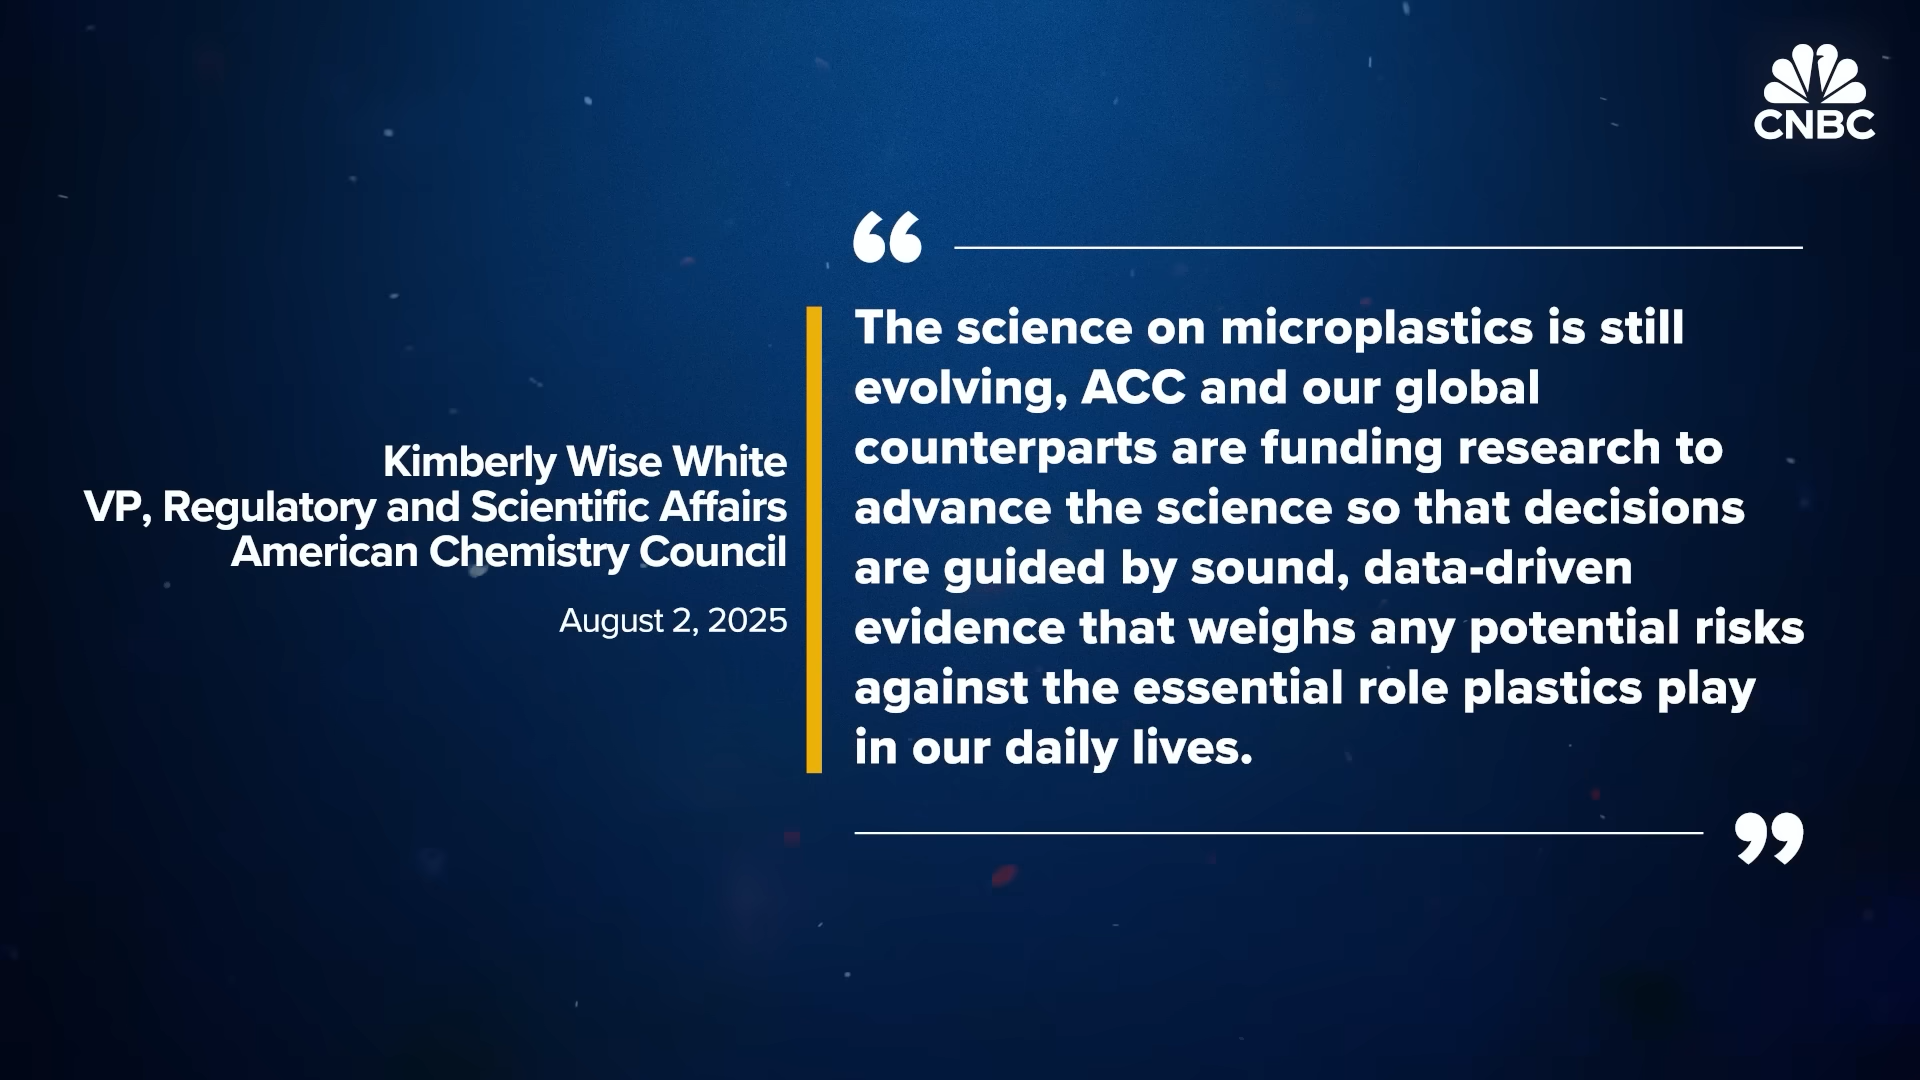 CNBC
Kimberly Wise White
VP, Regulatory and Scientific Affairs
American Chemistry Council
August 2, 2025
“
The science on microplastics is still
evolving, ACC and our global
counterparts are funding research to
advance the science so that decisions
are guided by sound, data-driven
evidence that weighs any potential risks
against the essential role plastics play
in our daily lives.
”